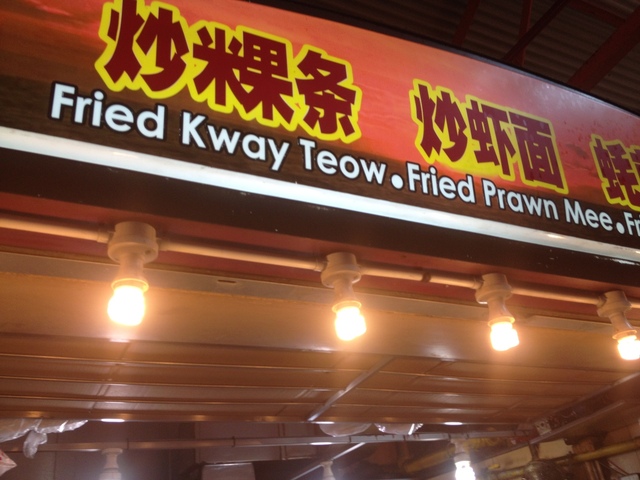 炒粿条 炒虾面
Fried Kway Teow • Fried Prawn Mee •